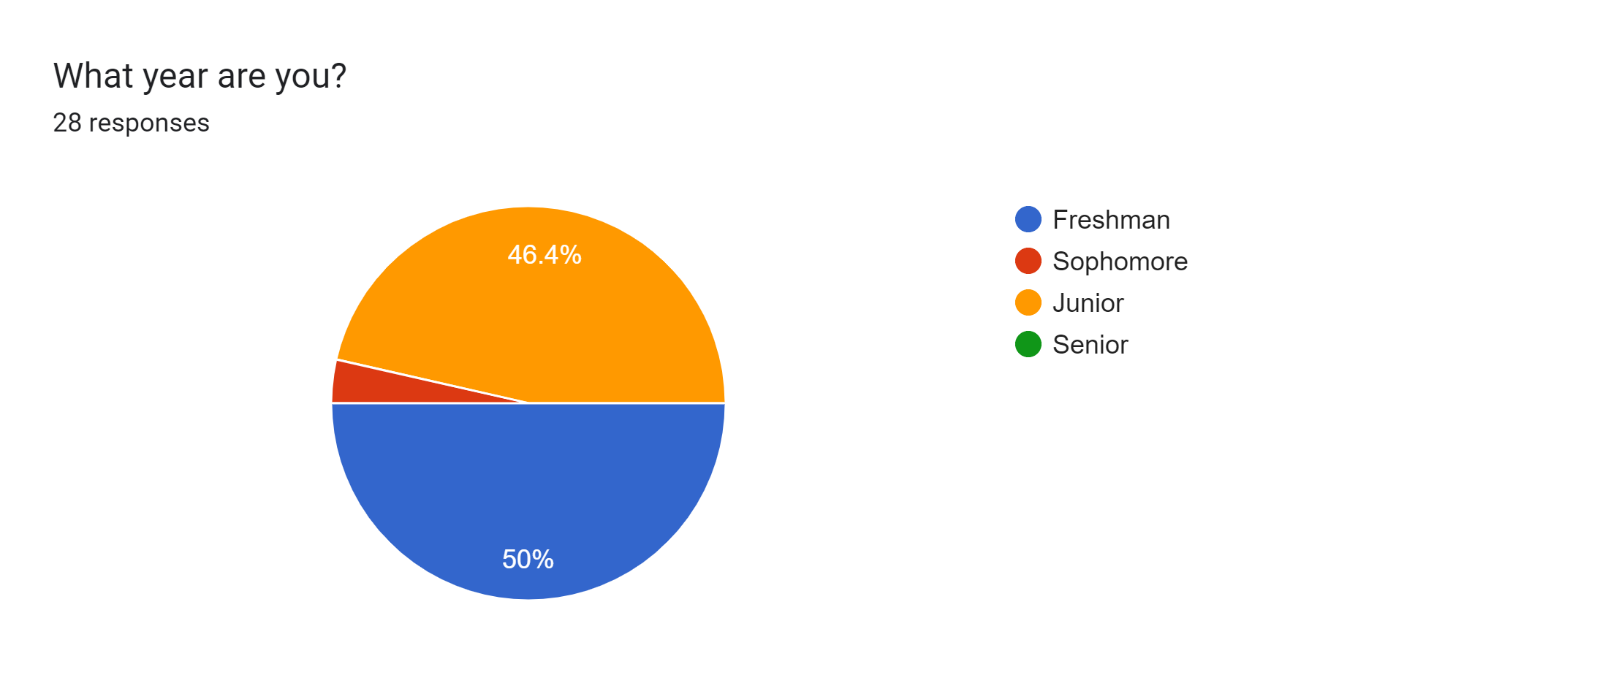 What year are you?
28 responses
46.4%
50%
Freshman
Sophomore
Junior
Senior